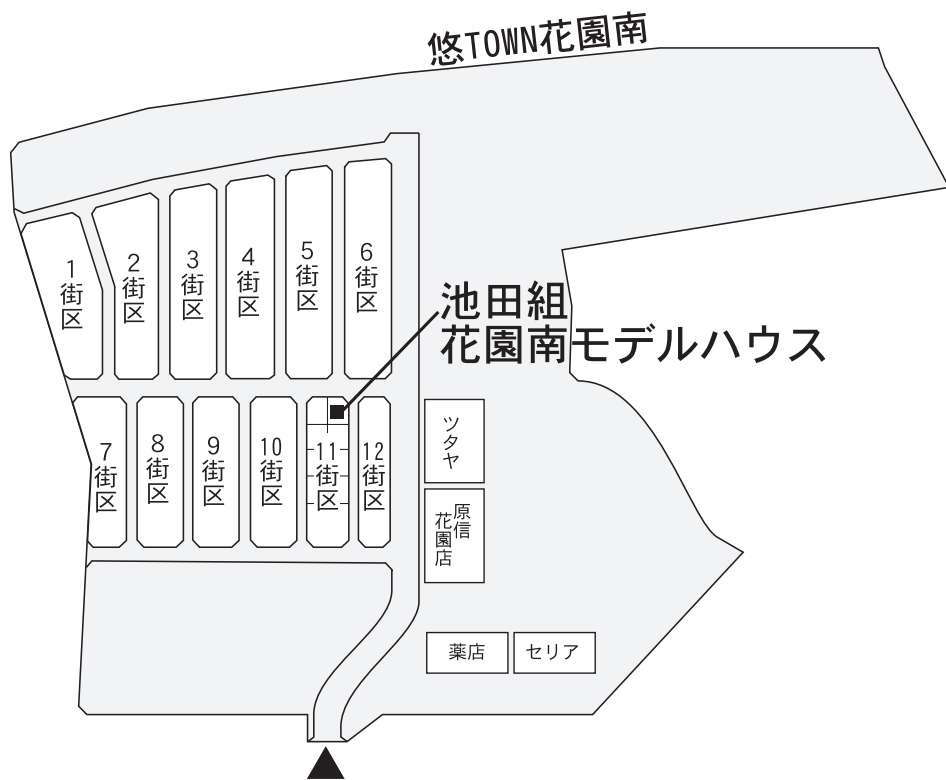 悠TOWN花園南
1街区
2街区
3街区
4街区
5街区
6街区
池田組
花園南モデルハウス
7街区
8街区
9街区
10街区
11街区
12街区
ツタヤ
原信
花園店
薬店
セリア